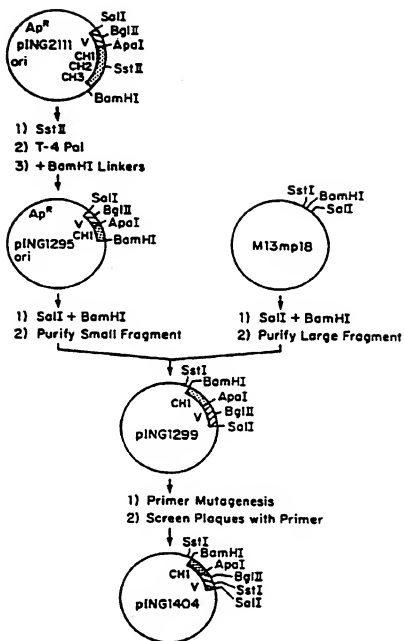 SalI
BglII
ApaI
SstII
BamHI
Ap^R
pING2111
ori
V
CH1
CH2
CH3
1) SstII
2) T-4 Pol
3) +BamHI Linkers
SalI
BglII
ApaI
BamHI
Ap^R
V
CH1
pING1295
ori
SstI
BamHI
SalI
M13mp18
1) SalI + BamHI
2) Purify Small Fragment
1) SalI + BamHI
2) Purify Large Fragment
SstI
BamHI
ApaI
BglII
SalI
CH1
V
pING1299
1) Primer Mutagenesis
2) Screen Plaques with Primer
SstI
BamHI
ApaI
BglII
SstI
SalI
CH1
V
pING1404